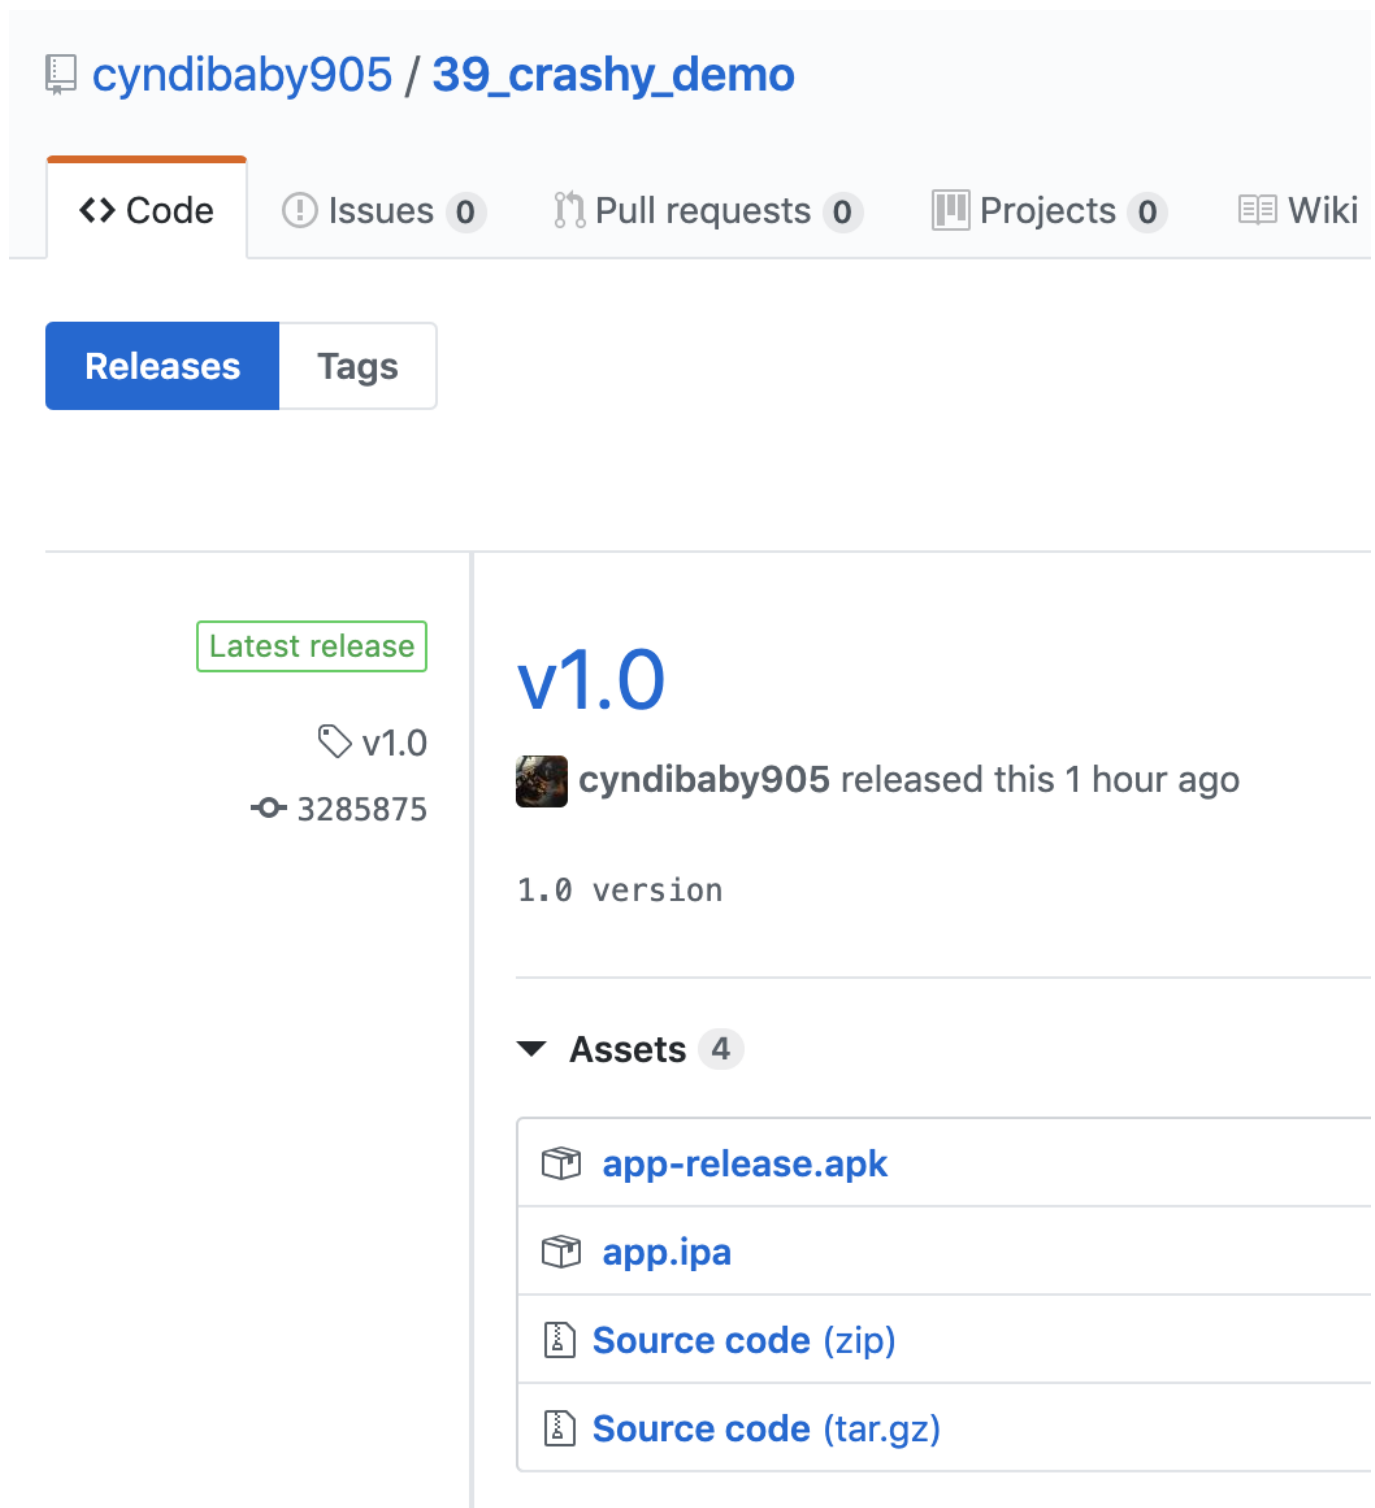 cyndibaby905 / 39_crashy_demo
Code Issues 0 Pull requests 0 Projects 0 Wiki
Releases Tags
Latest release
v1.0
3285875
v1.0
cyndibaby905 released this 1 hour ago
1.0 version
Assets 4
app-release.apk
app.ipa
Source code (zip)
Source code (tar.gz)